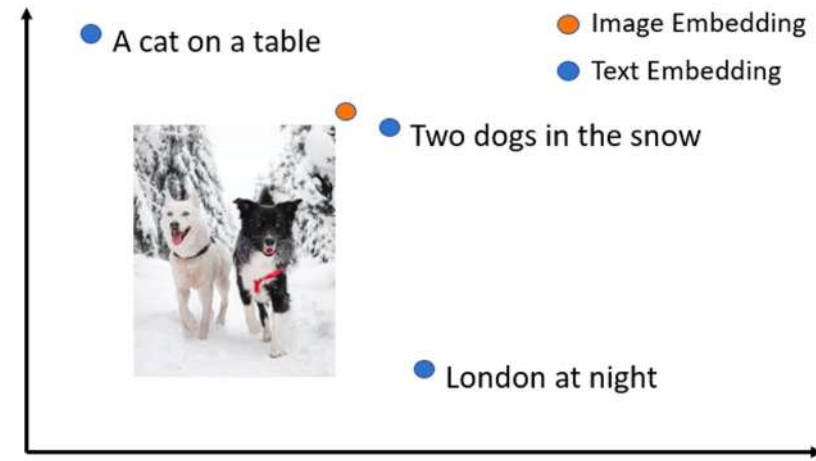 A cat on a table
Image Embedding
Text Embedding
Two dogs in the snow
London at night